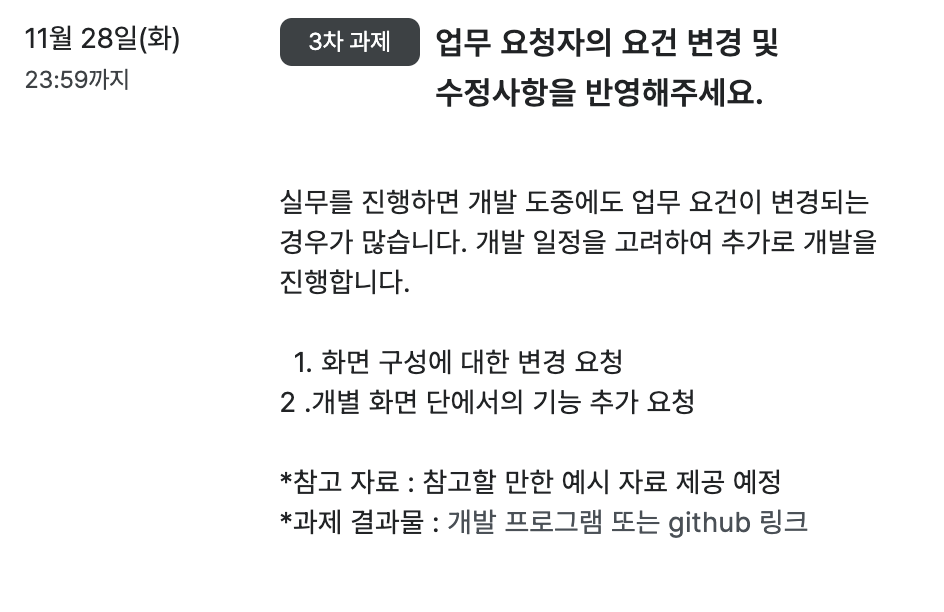 11월 28일(화)
23:59까지
3차 과제
업무 요청자의 요건 변경 및
수정사항을 반영해주세요.
실무를 진행하면 개발 도중에도 업무 요건이 변경되는
경우가 많습니다. 개발 일정을 고려하여 추가로 개발을
진행합니다.
1. 화면 구성에 대한 변경 요청
2 .개별 화면 단에서의 기능 추가 요청
*참고 자료 : 참고할 만한 예시 자료 제공 예정
*과제 결과물 : 개발 프로그램 또는 github 링크